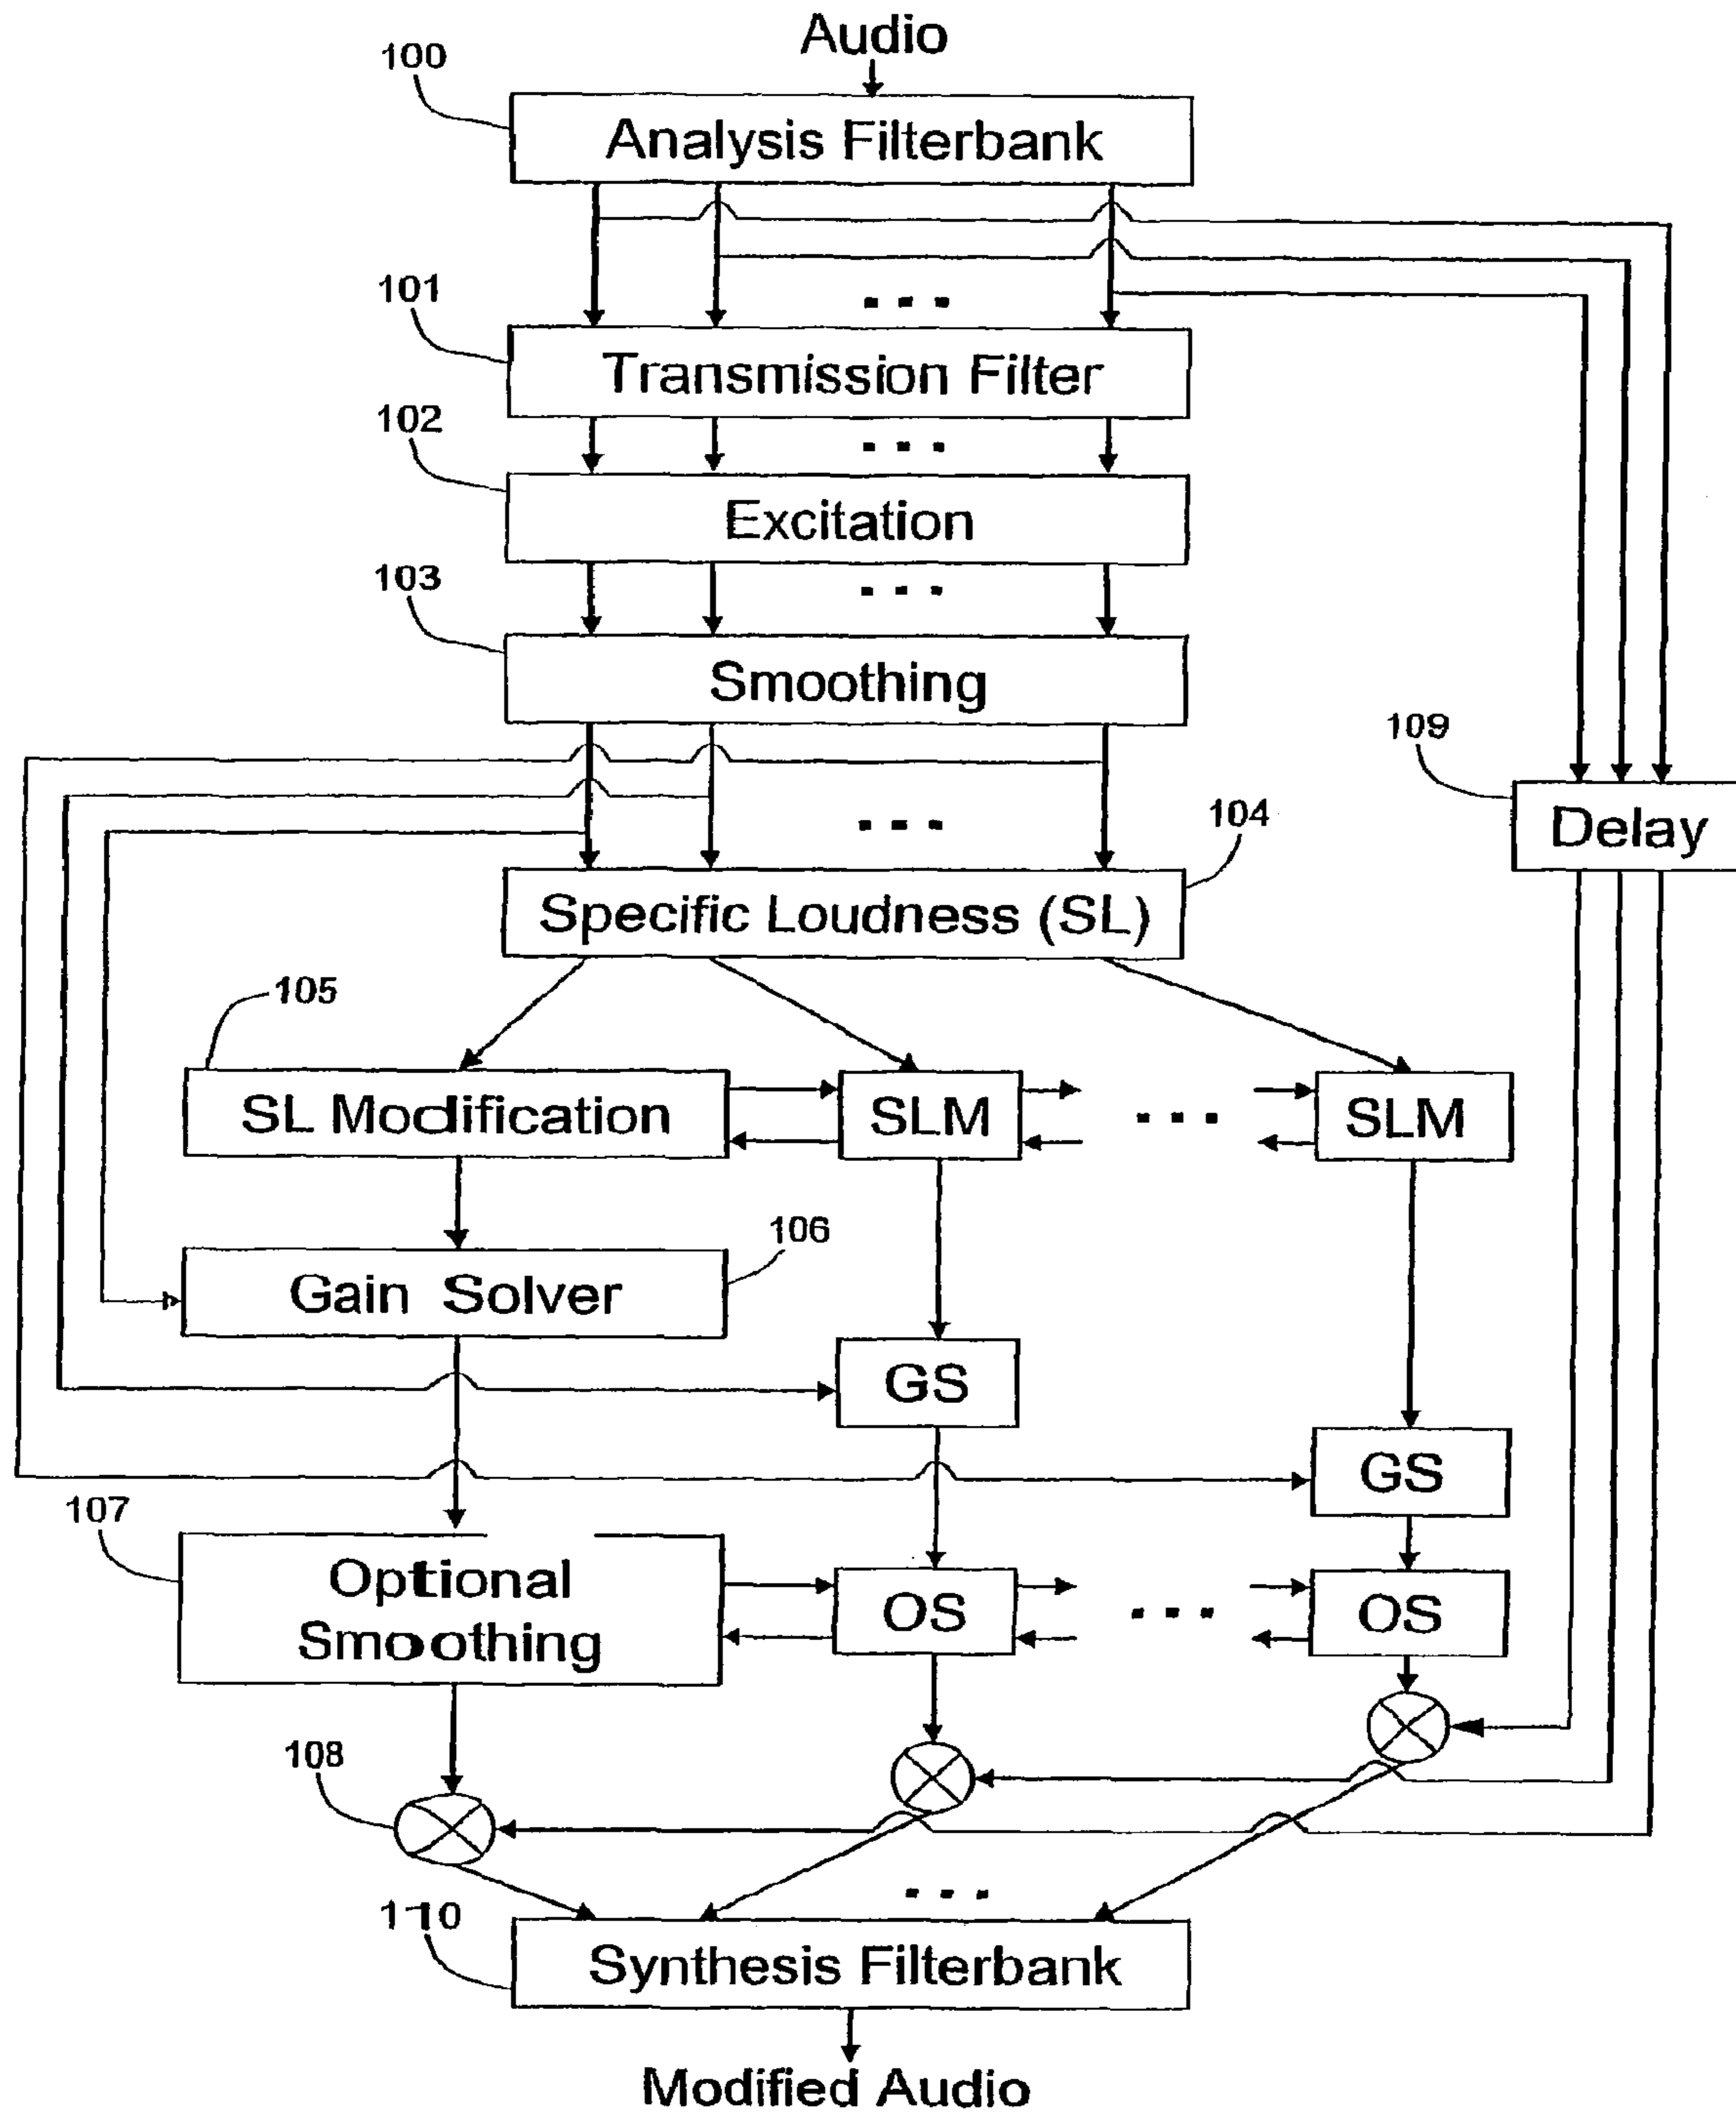 Audio
100
Analysis Filterbank
101
...
Transmission Filter
102
...
Excitation
103
...
Smoothing
109
Delay
...
104
Specific Loudness (SL)
105
SL Modification
SLM
...
SLM
106
Gain Solver
GS
GS
107
Optional
Smoothing
OS
...
OS
108
...
110
Synthesis Filterbank
Modified Audio